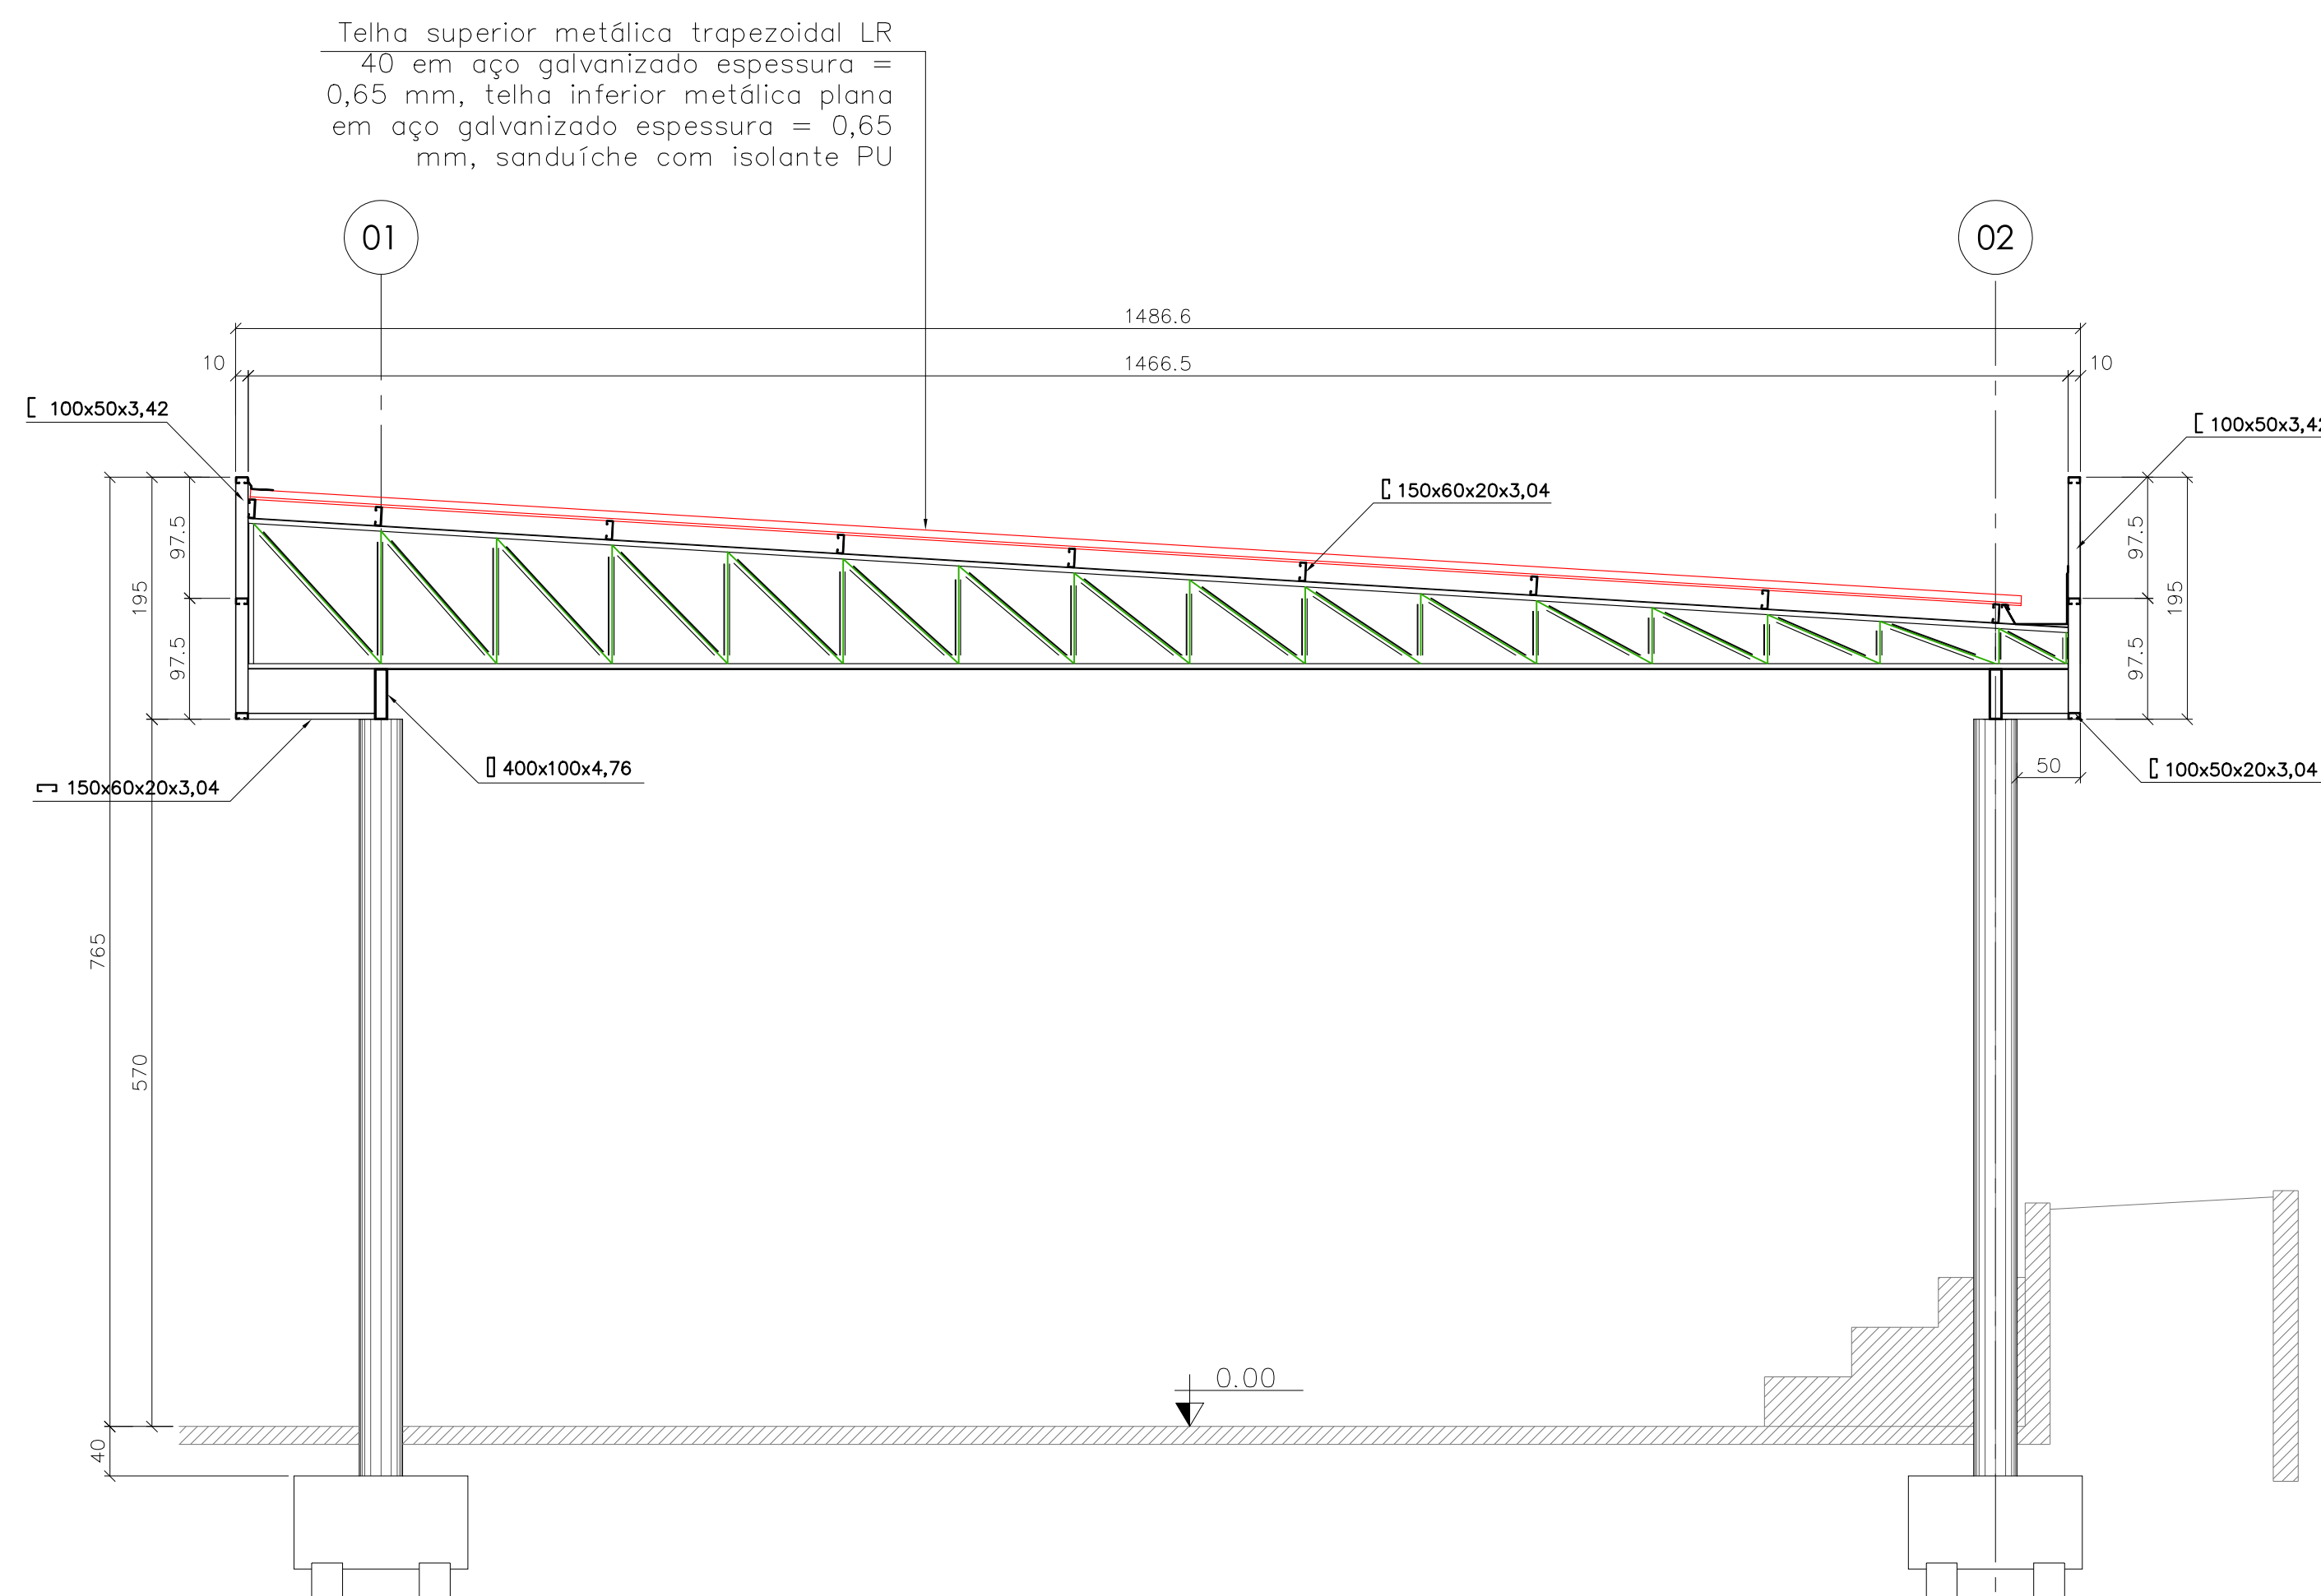 Telha superior metálica trapezoidal LR
40 em aço galvanizado espessura =
0,65 mm, telha inferior metálica plana
em aço galvanizado espessura = 0,65
mm, sanduíche com isolante PU
01
02
1486.6
10
1466.5
10
100x50x3,42
100x50x3,42
150x60x20x3,04
97.5
97.5
195
97.5
97.5
195
400x100x4,76
150x60x20x3,04
50
100x50x20x3,04
765
570
0.00
40